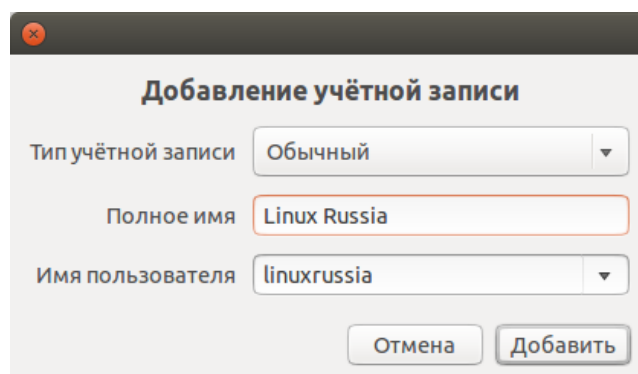 Добавление учётной записи
Тип учётной записи Обычный
Полное имя Linux Russia
Имя пользователя linuxrussia
Отмена Добавить